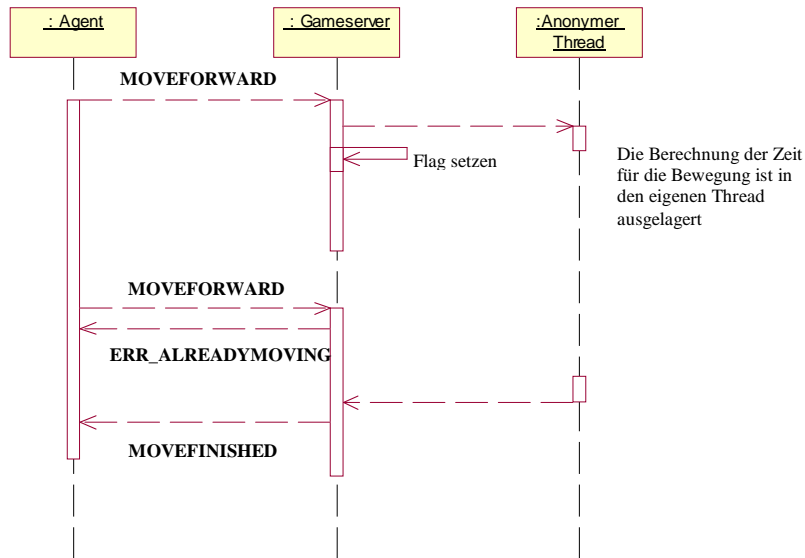 : Agent
: Gameserver
:Anonymer
Thread
MOVEFORWARD
Flag setzen
Die Berechnung der Zeit
für die Bewegung ist in
den eigenen Thread
ausgelagert
MOVEFORWARD
ERR_ALREADYMOVING
MOVEFINISHED